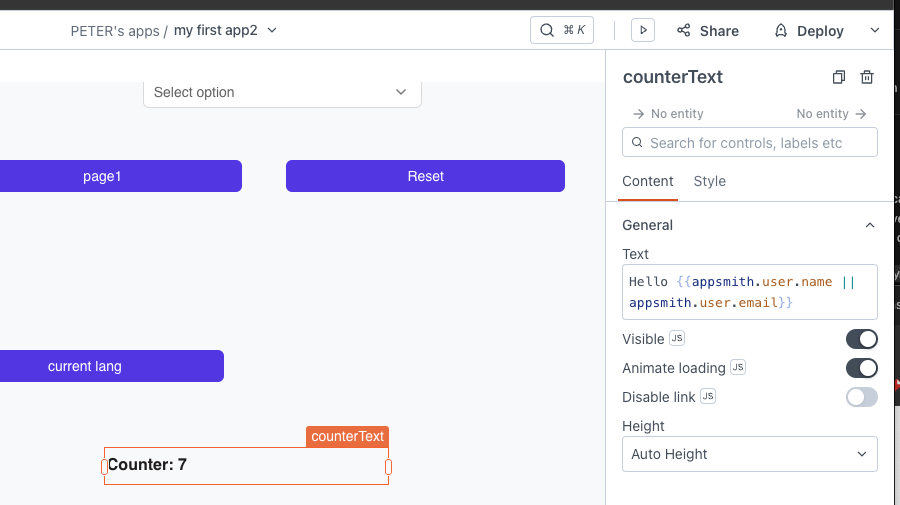 PETER's apps / my first app2
⌘ K
Share
Deploy
Select option
page1
Reset
current lang
counterText
Counter: 7
counterText
No entity
No entity
Search for controls, labels etc
Content
Style
General
Text
Hello {{appsmith.user.name ||
appsmith.user.email}}
Visible JS
Animate loading JS
Disable link JS
Height
Auto Height